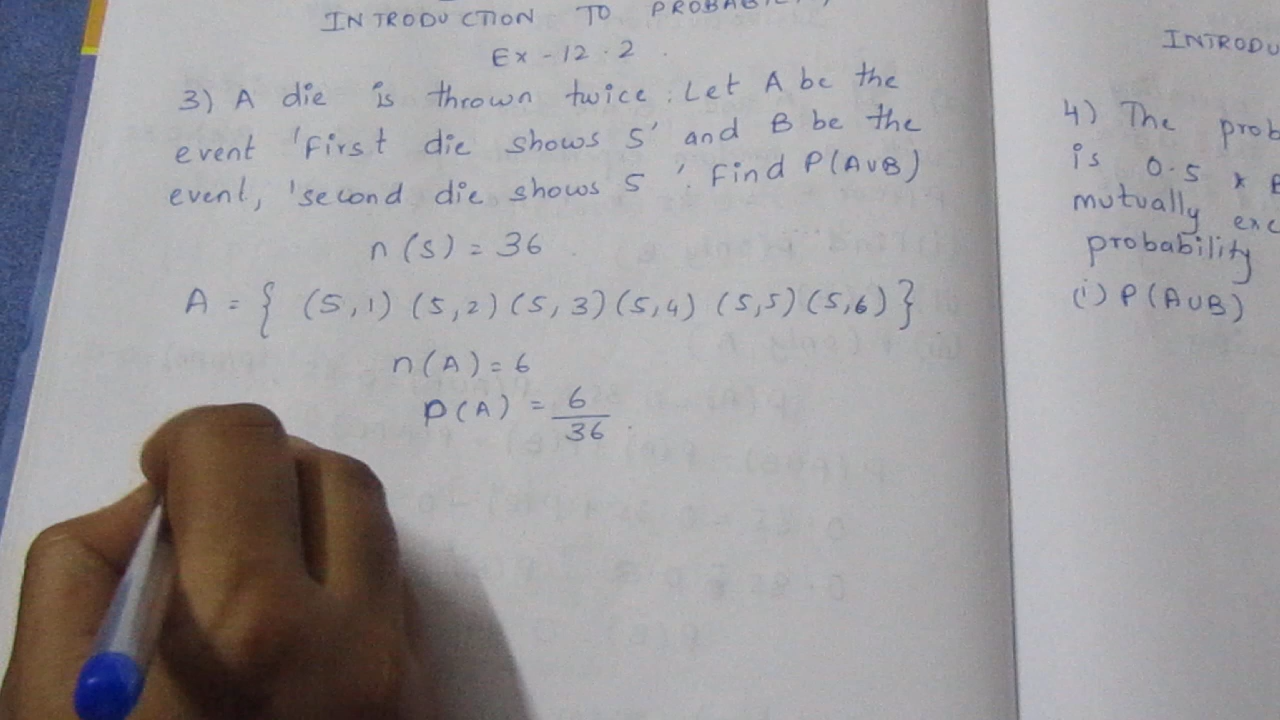 INTRODUCTION TO PROBABILITY
Ex - 12.2
3) A die is thrown twice. Let A be the
event 'First die shows 5' and B be the
event, 'second die shows 5'. Find P(A∪B)
n(S) = 36
A = { (5,1) (5,2) (5,3) (5,4) (5,5) (5,6) }
n(A) = 6
P(A) = 6/36.
INTRODU
4) The prob
is 0.5 &
mutually exc
probability
(i) P(A∪B)